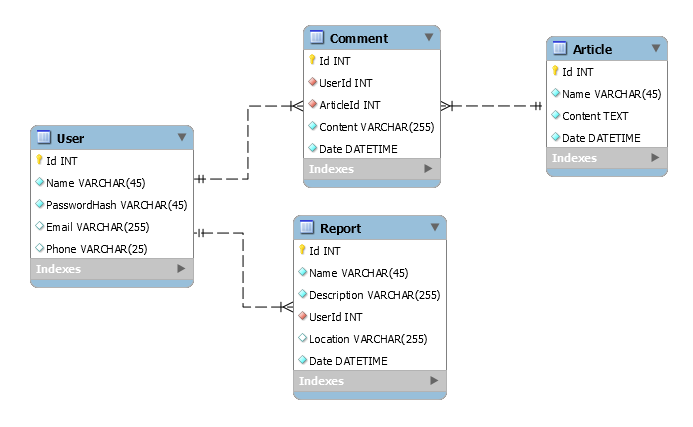 Comment
Id INT
UserId INT
ArticleId INT
Content VARCHAR(255)
Date DATETIME
Indexes
Article
Id INT
Name VARCHAR(45)
Content TEXT
Date DATETIME
Indexes
User
Id INT
Name VARCHAR(45)
PasswordHash VARCHAR(45)
Email VARCHAR(255)
Phone VARCHAR(25)
Indexes
Report
Id INT
Name VARCHAR(45)
Description VARCHAR(255)
UserId INT
Location VARCHAR(255)
Date DATETIME
Indexes